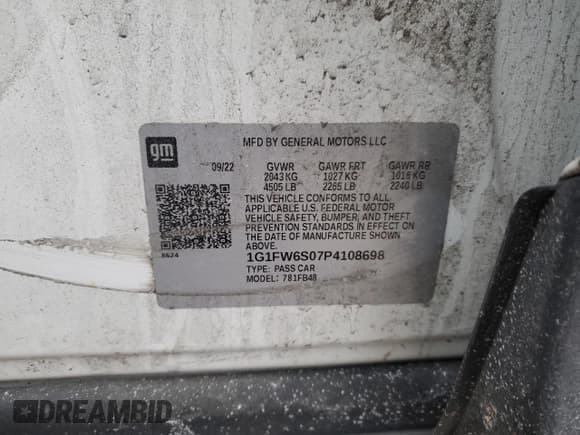 gm
MFD BY GENERAL MOTORS LLC
09/22 GVWR GAWR FRT GAWR RR
2043 KG 1027 KG 1016 KG
4505 LB 2265 LB 2240 LB
THIS VEHICLE CONFORMS TO ALL
APPLICABLE U.S. FEDERAL MOTOR
VEHICLE SAFETY, BUMPER, AND THEFT
PREVENTION STANDARDS IN EFFECT ON
THE DATE OF MANUFACTURE SHOWN
ABOVE.
8624
1G1FW6S07P4108698
TYPE: PASS CAR
MODEL: 781FB48
DREAMBID